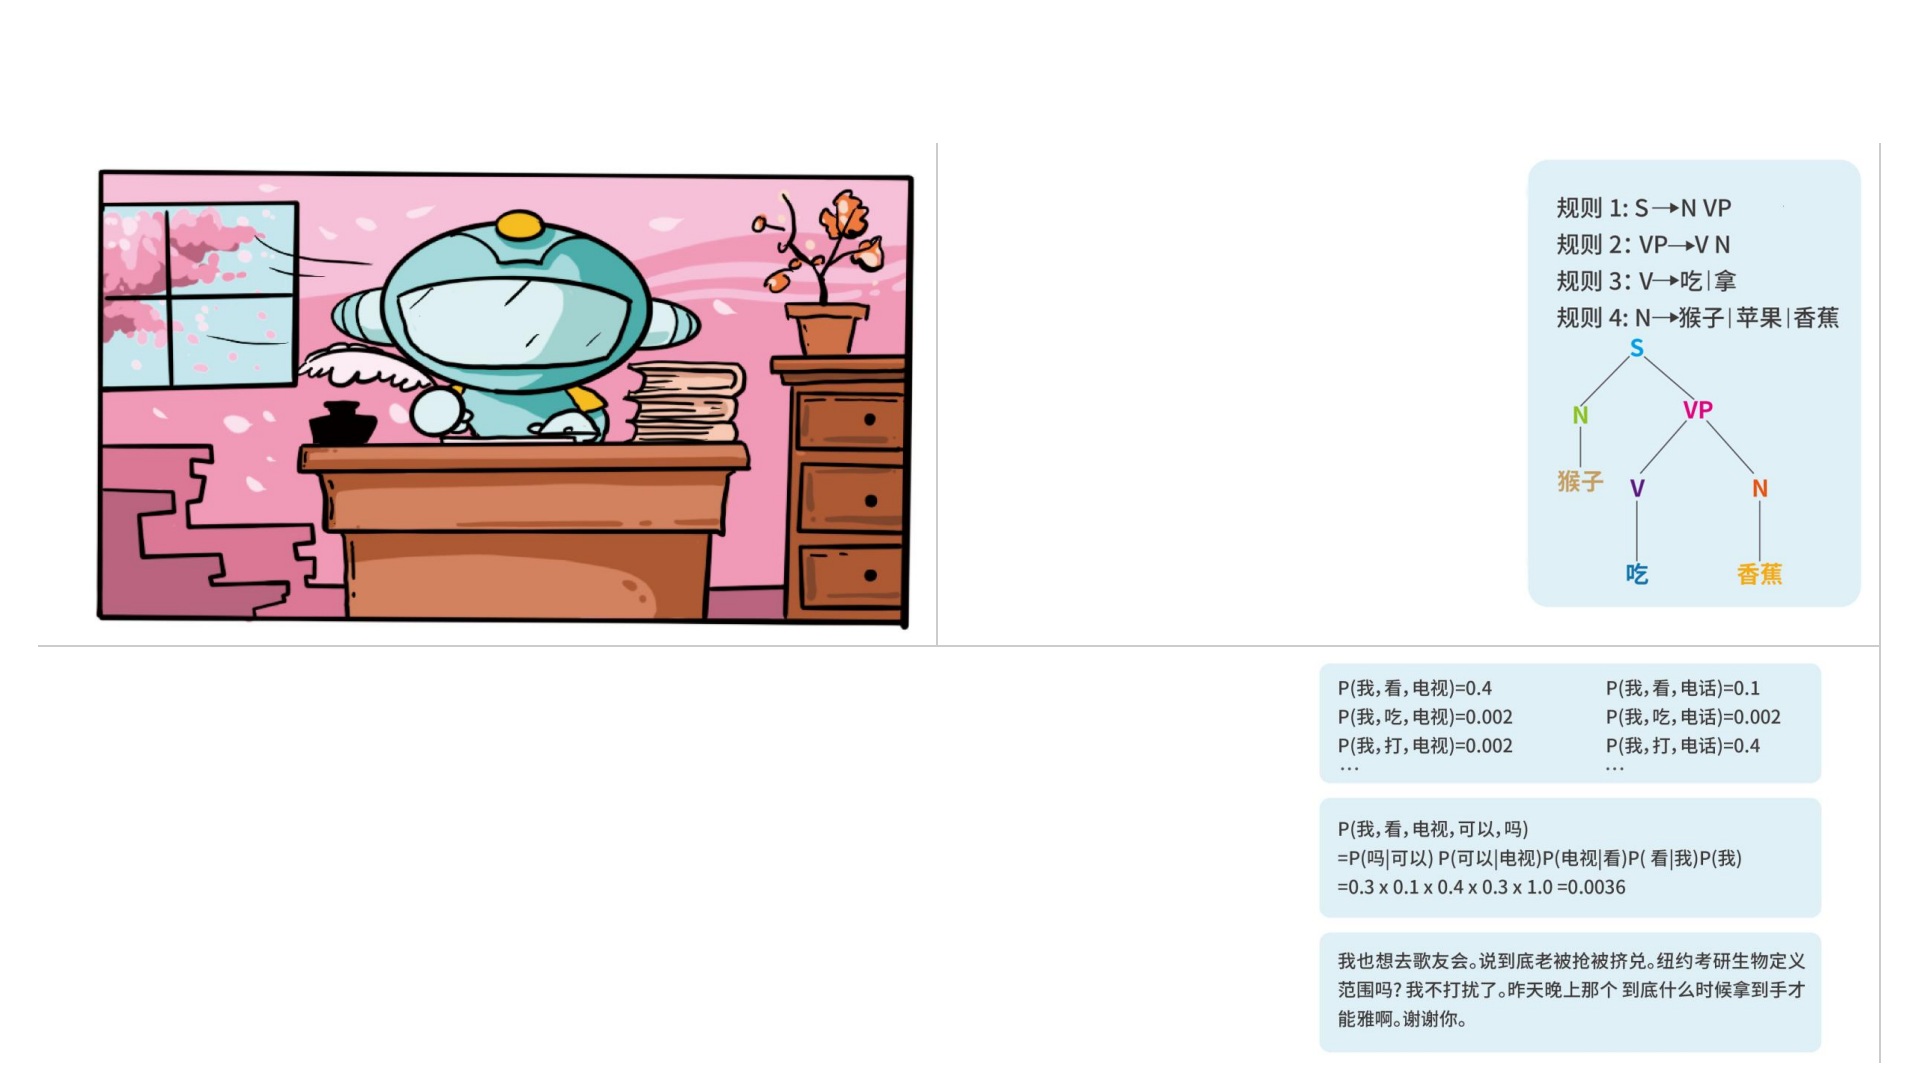 规则 1: S→N VP
规则 2: VP→V N
规则 3: V→吃|拿
规则 4: N→猴子|苹果|香蕉
S
N VP
猴子 V N
吃 香蕉
P(我,看,电视)=0.4 P(我,看,电话)=0.1
P(我,吃,电视)=0.002 P(我,吃,电话)=0.002
P(我,打,电视)=0.002 P(我,打,电话)=0.4
… …
P(我,看,电视,可以,吗)
=P(吗|可以) P(可以|电视)P(电视|看)P( 看|我)P(我)
=0.3 x 0.1 x 0.4 x 0.3 x 1.0 =0.0036
我也想去歌友会。说到底老被抢被挤兑。纽约考研生物定义
范围吗? 我不打扰了。昨天晚上那个 到底什么时候拿到手才
能雅啊。谢谢你。